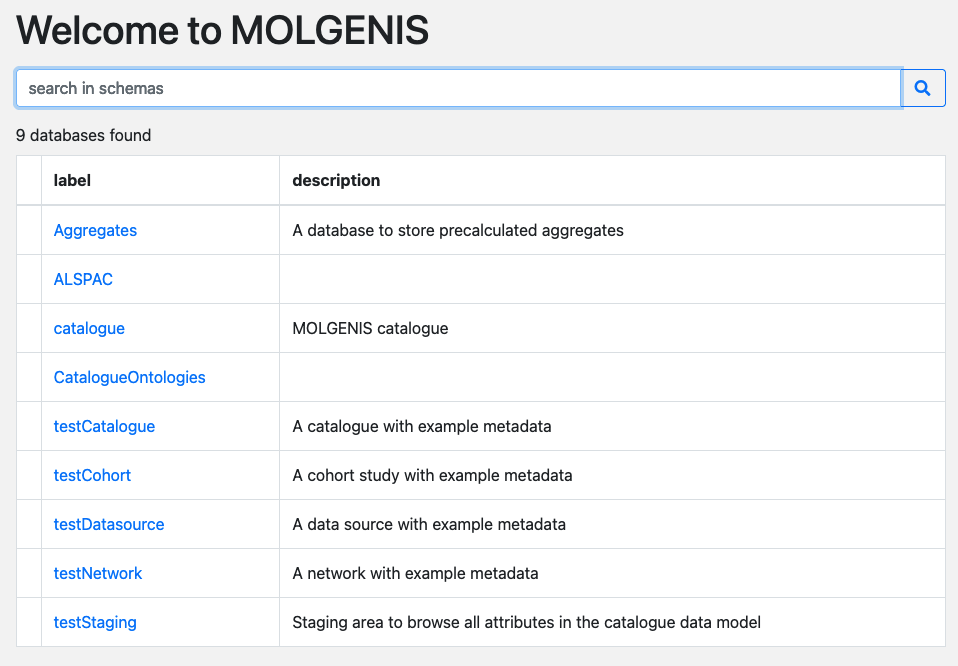 Welcome to MOLGENIS
search in schemas
9 databases found
label description
Aggregates A database to store precalculated aggregates
ALSPAC
catalogue MOLGENIS catalogue
CatalogueOntologies
testCatalogue A catalogue with example metadata
testCohort A cohort study with example metadata
testDatasource A data source with example metadata
testNetwork A network with example metadata
testStaging Staging area to browse all attributes in the catalogue data model